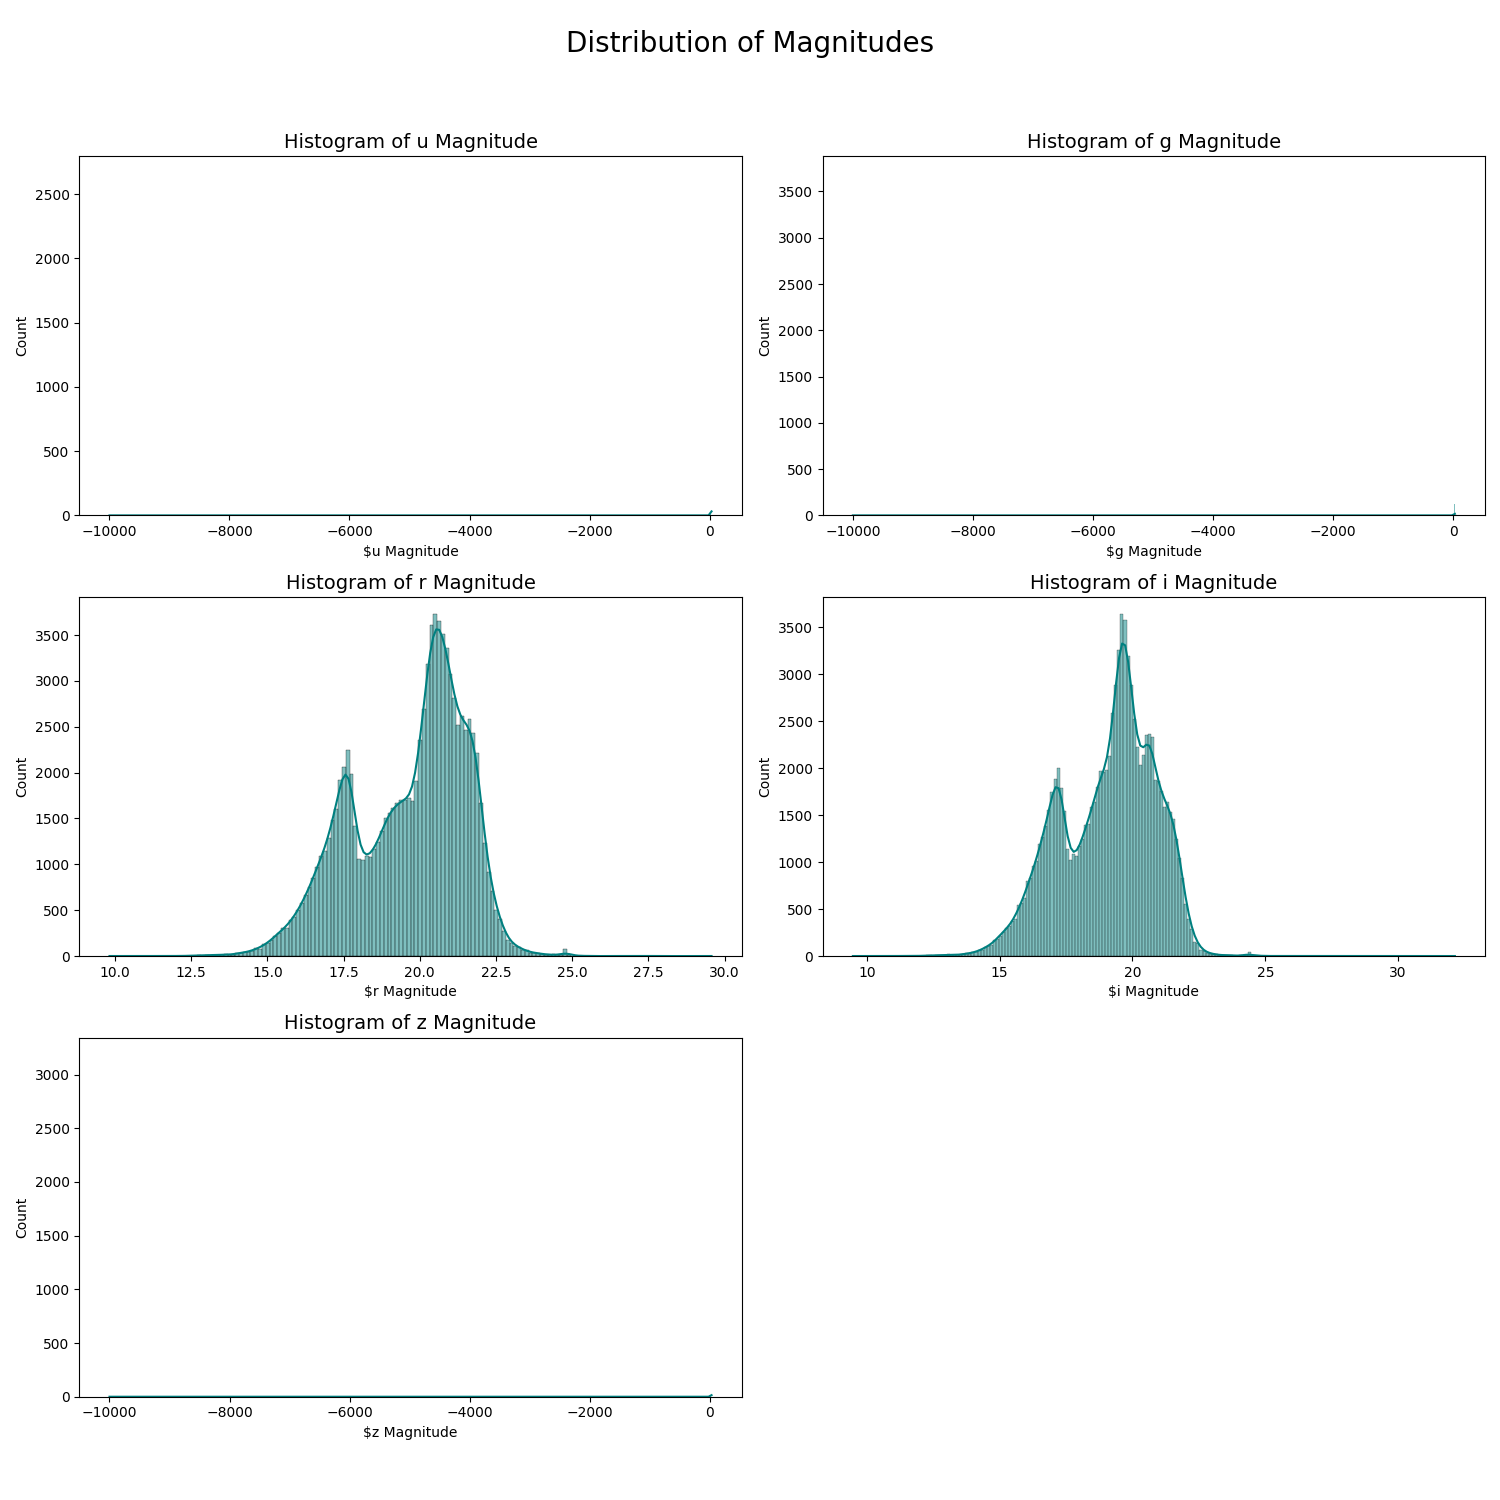 Distribution of Magnitudes
Histogram of u Magnitude
2500
2000
1500
1000
500
0
Count
−10000 −8000 −6000 −4000 −2000 0
$u Magnitude
Histogram of g Magnitude
3500
3000
2500
2000
1500
1000
500
0
Count
−10000 −8000 −6000 −4000 −2000 0
$g Magnitude
Histogram of r Magnitude
3500
3000
2500
2000
1500
1000
500
0
Count
10.0 12.5 15.0 17.5 20.0 22.5 25.0 27.5 30.0
$r Magnitude
Histogram of i Magnitude
3500
3000
2500
2000
1500
1000
500
0
Count
10 15 20 25 30
$i Magnitude
Histogram of z Magnitude
3000
2500
2000
1500
1000
500
0
Count
−10000 −8000 −6000 −4000 −2000 0
$z Magnitude